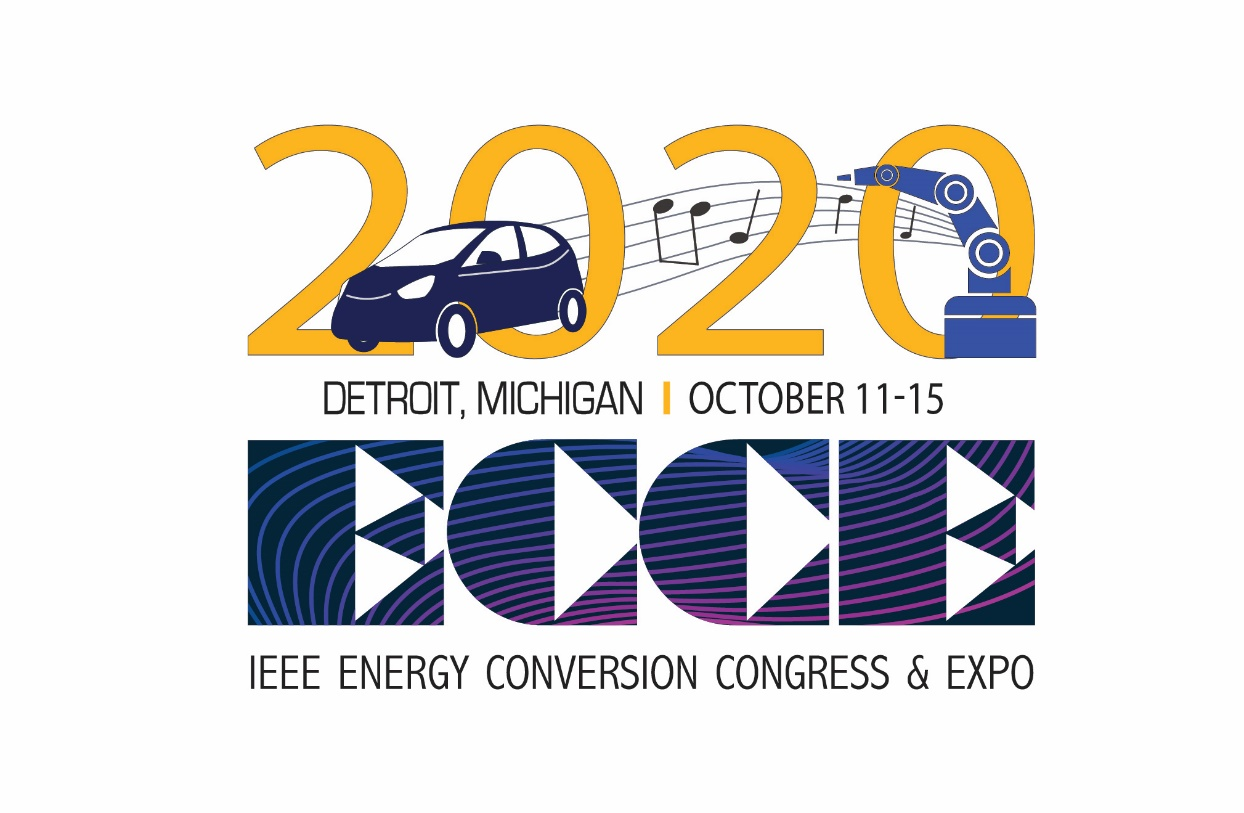 2020
DETROIT, MICHIGAN | OCTOBER 11-15
ECCE
IEEE ENERGY CONVERSION CONGRESS & EXPO